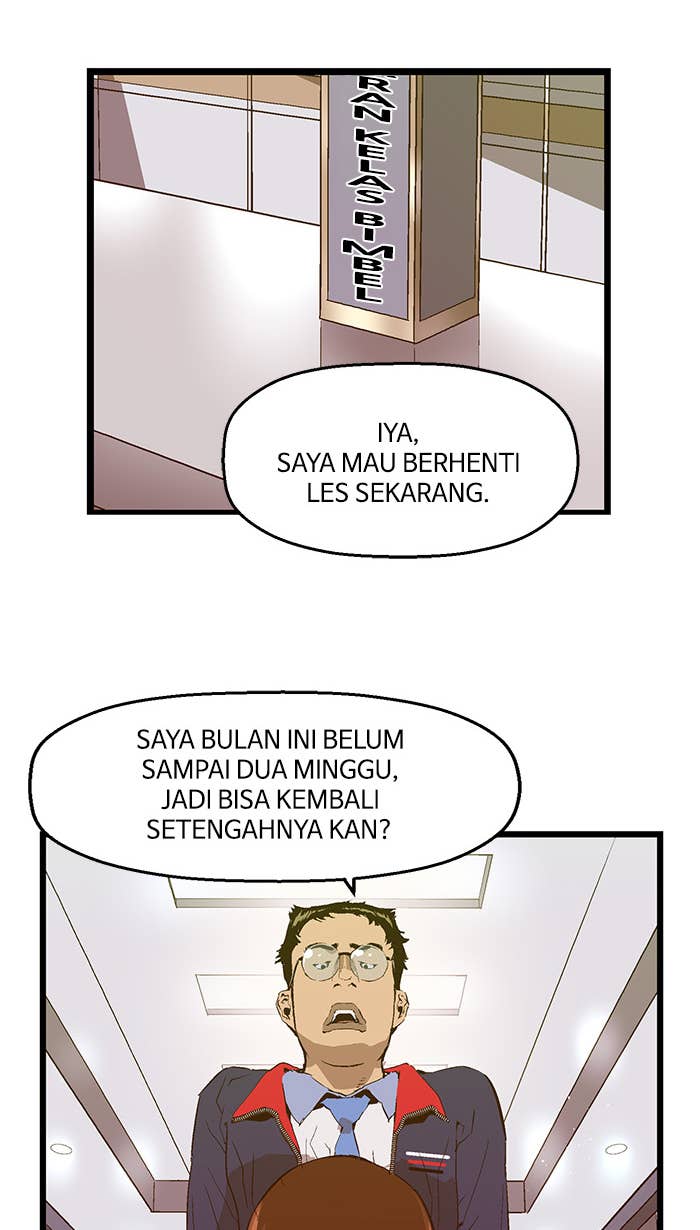 RAN KELAS BIMBEL
IYA,
SAYA MAU BERHENTI
LES SEKARANG.
SAYA BULAN INI BELUM
SAMPAI DUA MINGGU,
JADI BISA KEMBALI
SETENGAHNYA KAN?